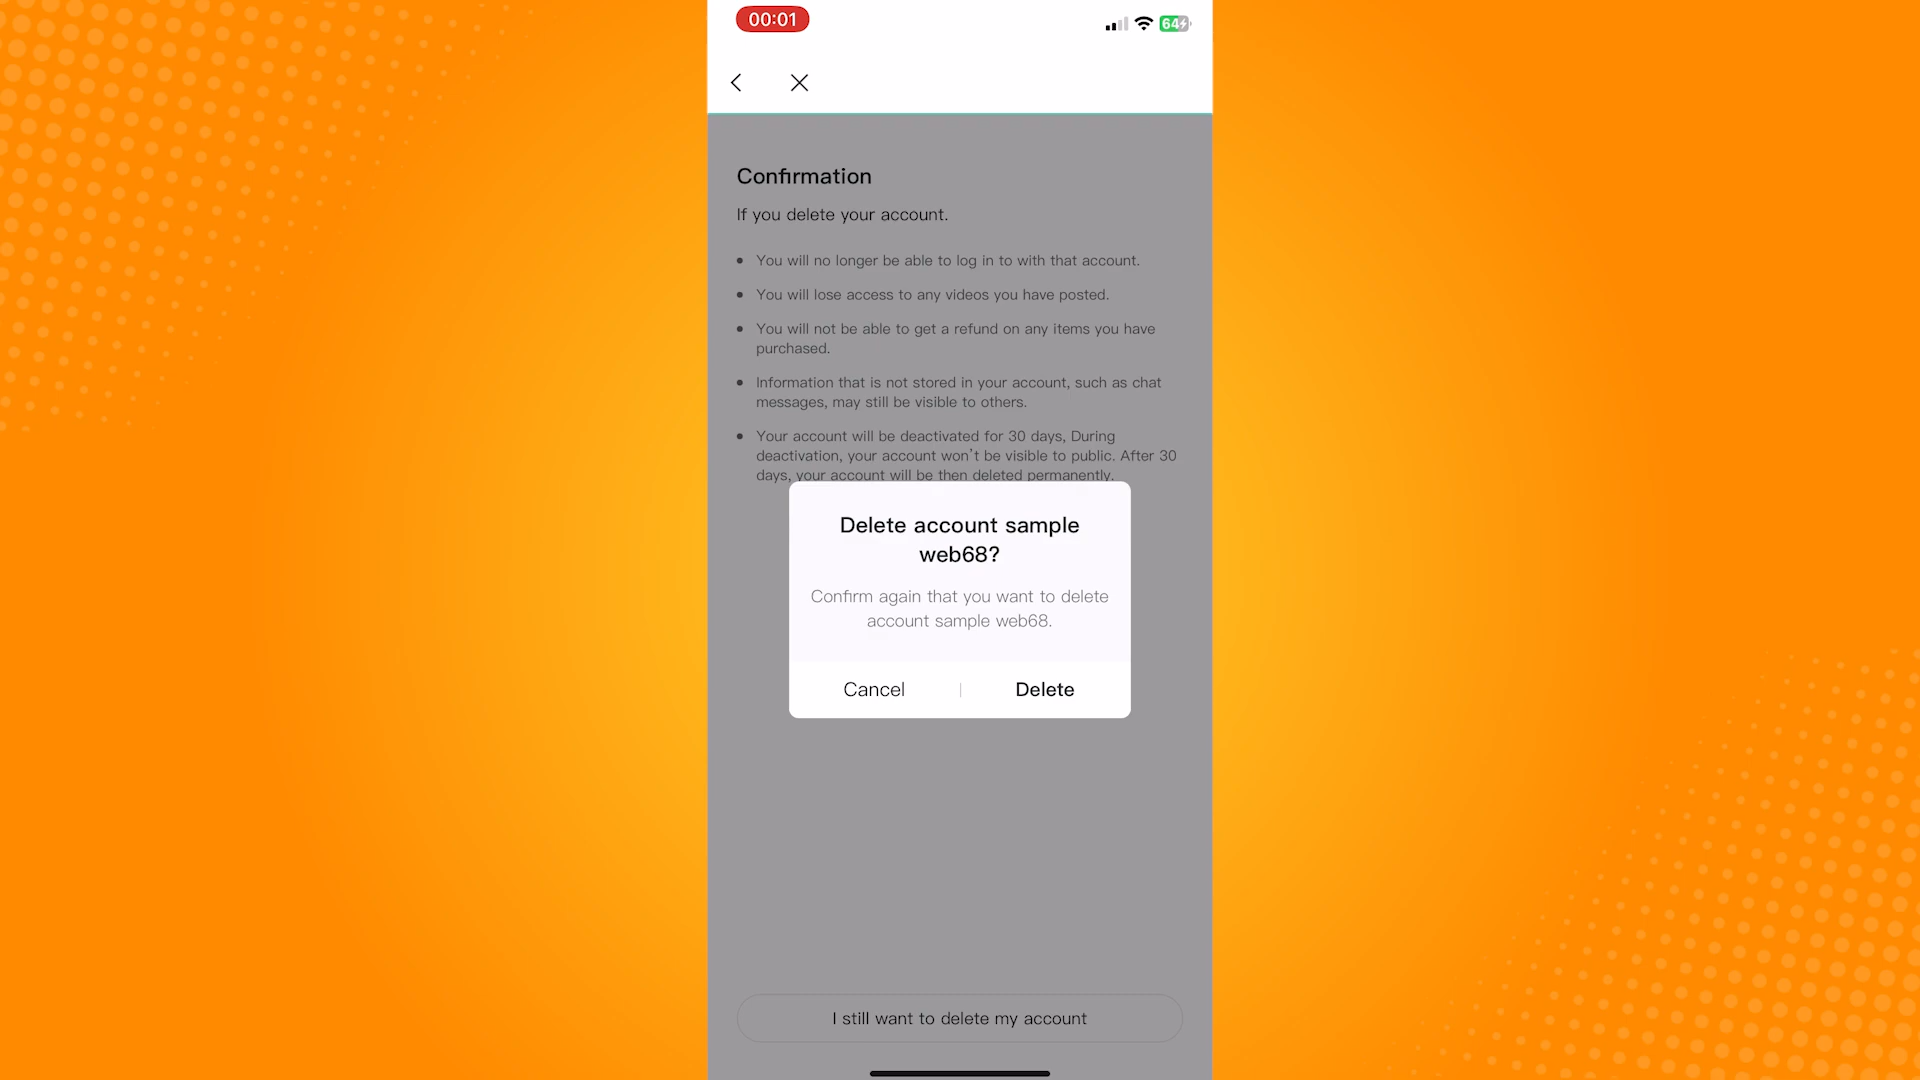 00:01
64
Confirmation
If you delete your account.
• You will no longer be able to log in to with that account.
• You will lose access to any videos you have posted.
• You will not be able to get a refund on any items you have
purchased.
• Information that is not stored in your account, such as chat
messages, may still be visible to others.
• Your account will be deactivated for 30 days, During
deactivation, your account won't be visible to public. After 30
days, your account will be then deleted permanently.
Delete account sample
web68?
Confirm again that you want to delete
account sample web68.
Cancel | Delete
I still want to delete my account